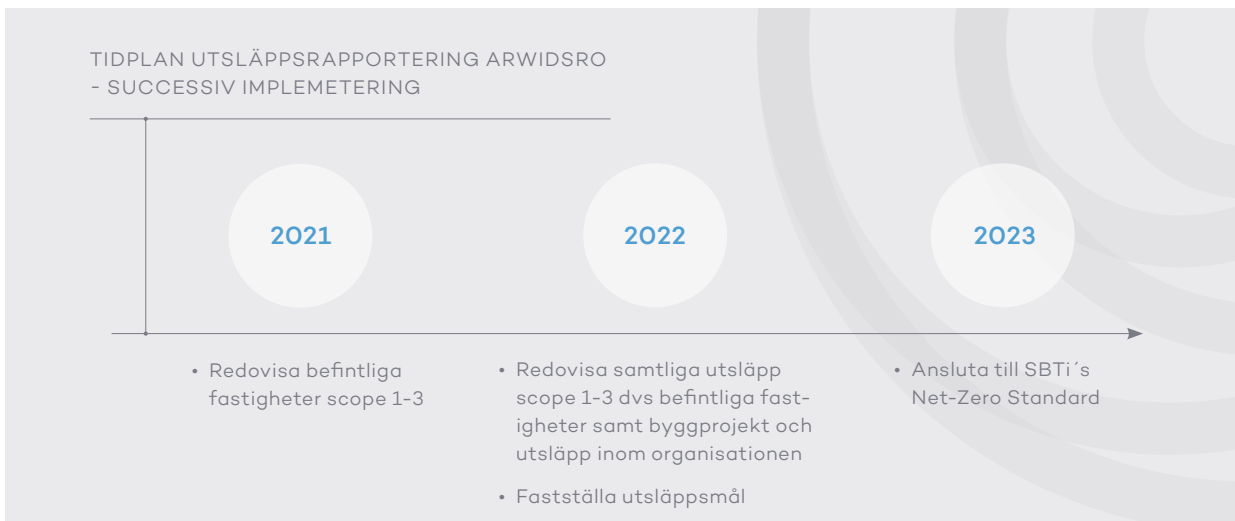 TIDPLAN UTSLÄPPSRAPPORTERING ARWIDSRO
- SUCCESSIV IMPLEMETERING
2021
2022
2023
• Redovisa befintliga
fastigheter scope 1-3
• Redovisa samtliga utsläpp
scope 1-3 dvs befintliga fast-
igheter samt byggprojekt och
utsläpp inom organisationen
• Fastställa utsläppsmål
• Ansluta till SBTi´s
Net-Zero Standard